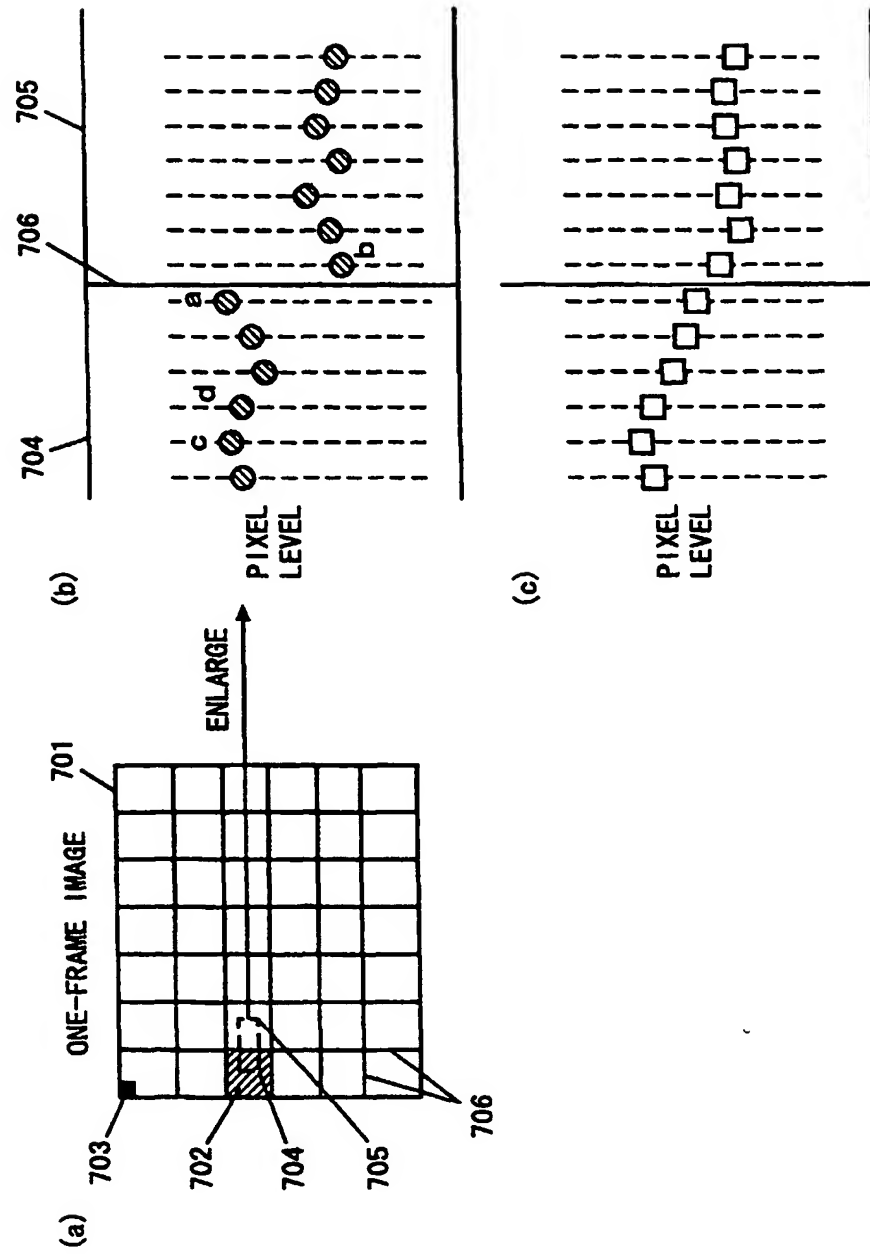 (a)
ONE-FRAME IMAGE
701
703
702
704
705
706
ENLARGE
(b)
704
706
705
PIXEL
LEVEL
c
d
a
b
(c)
PIXEL
LEVEL